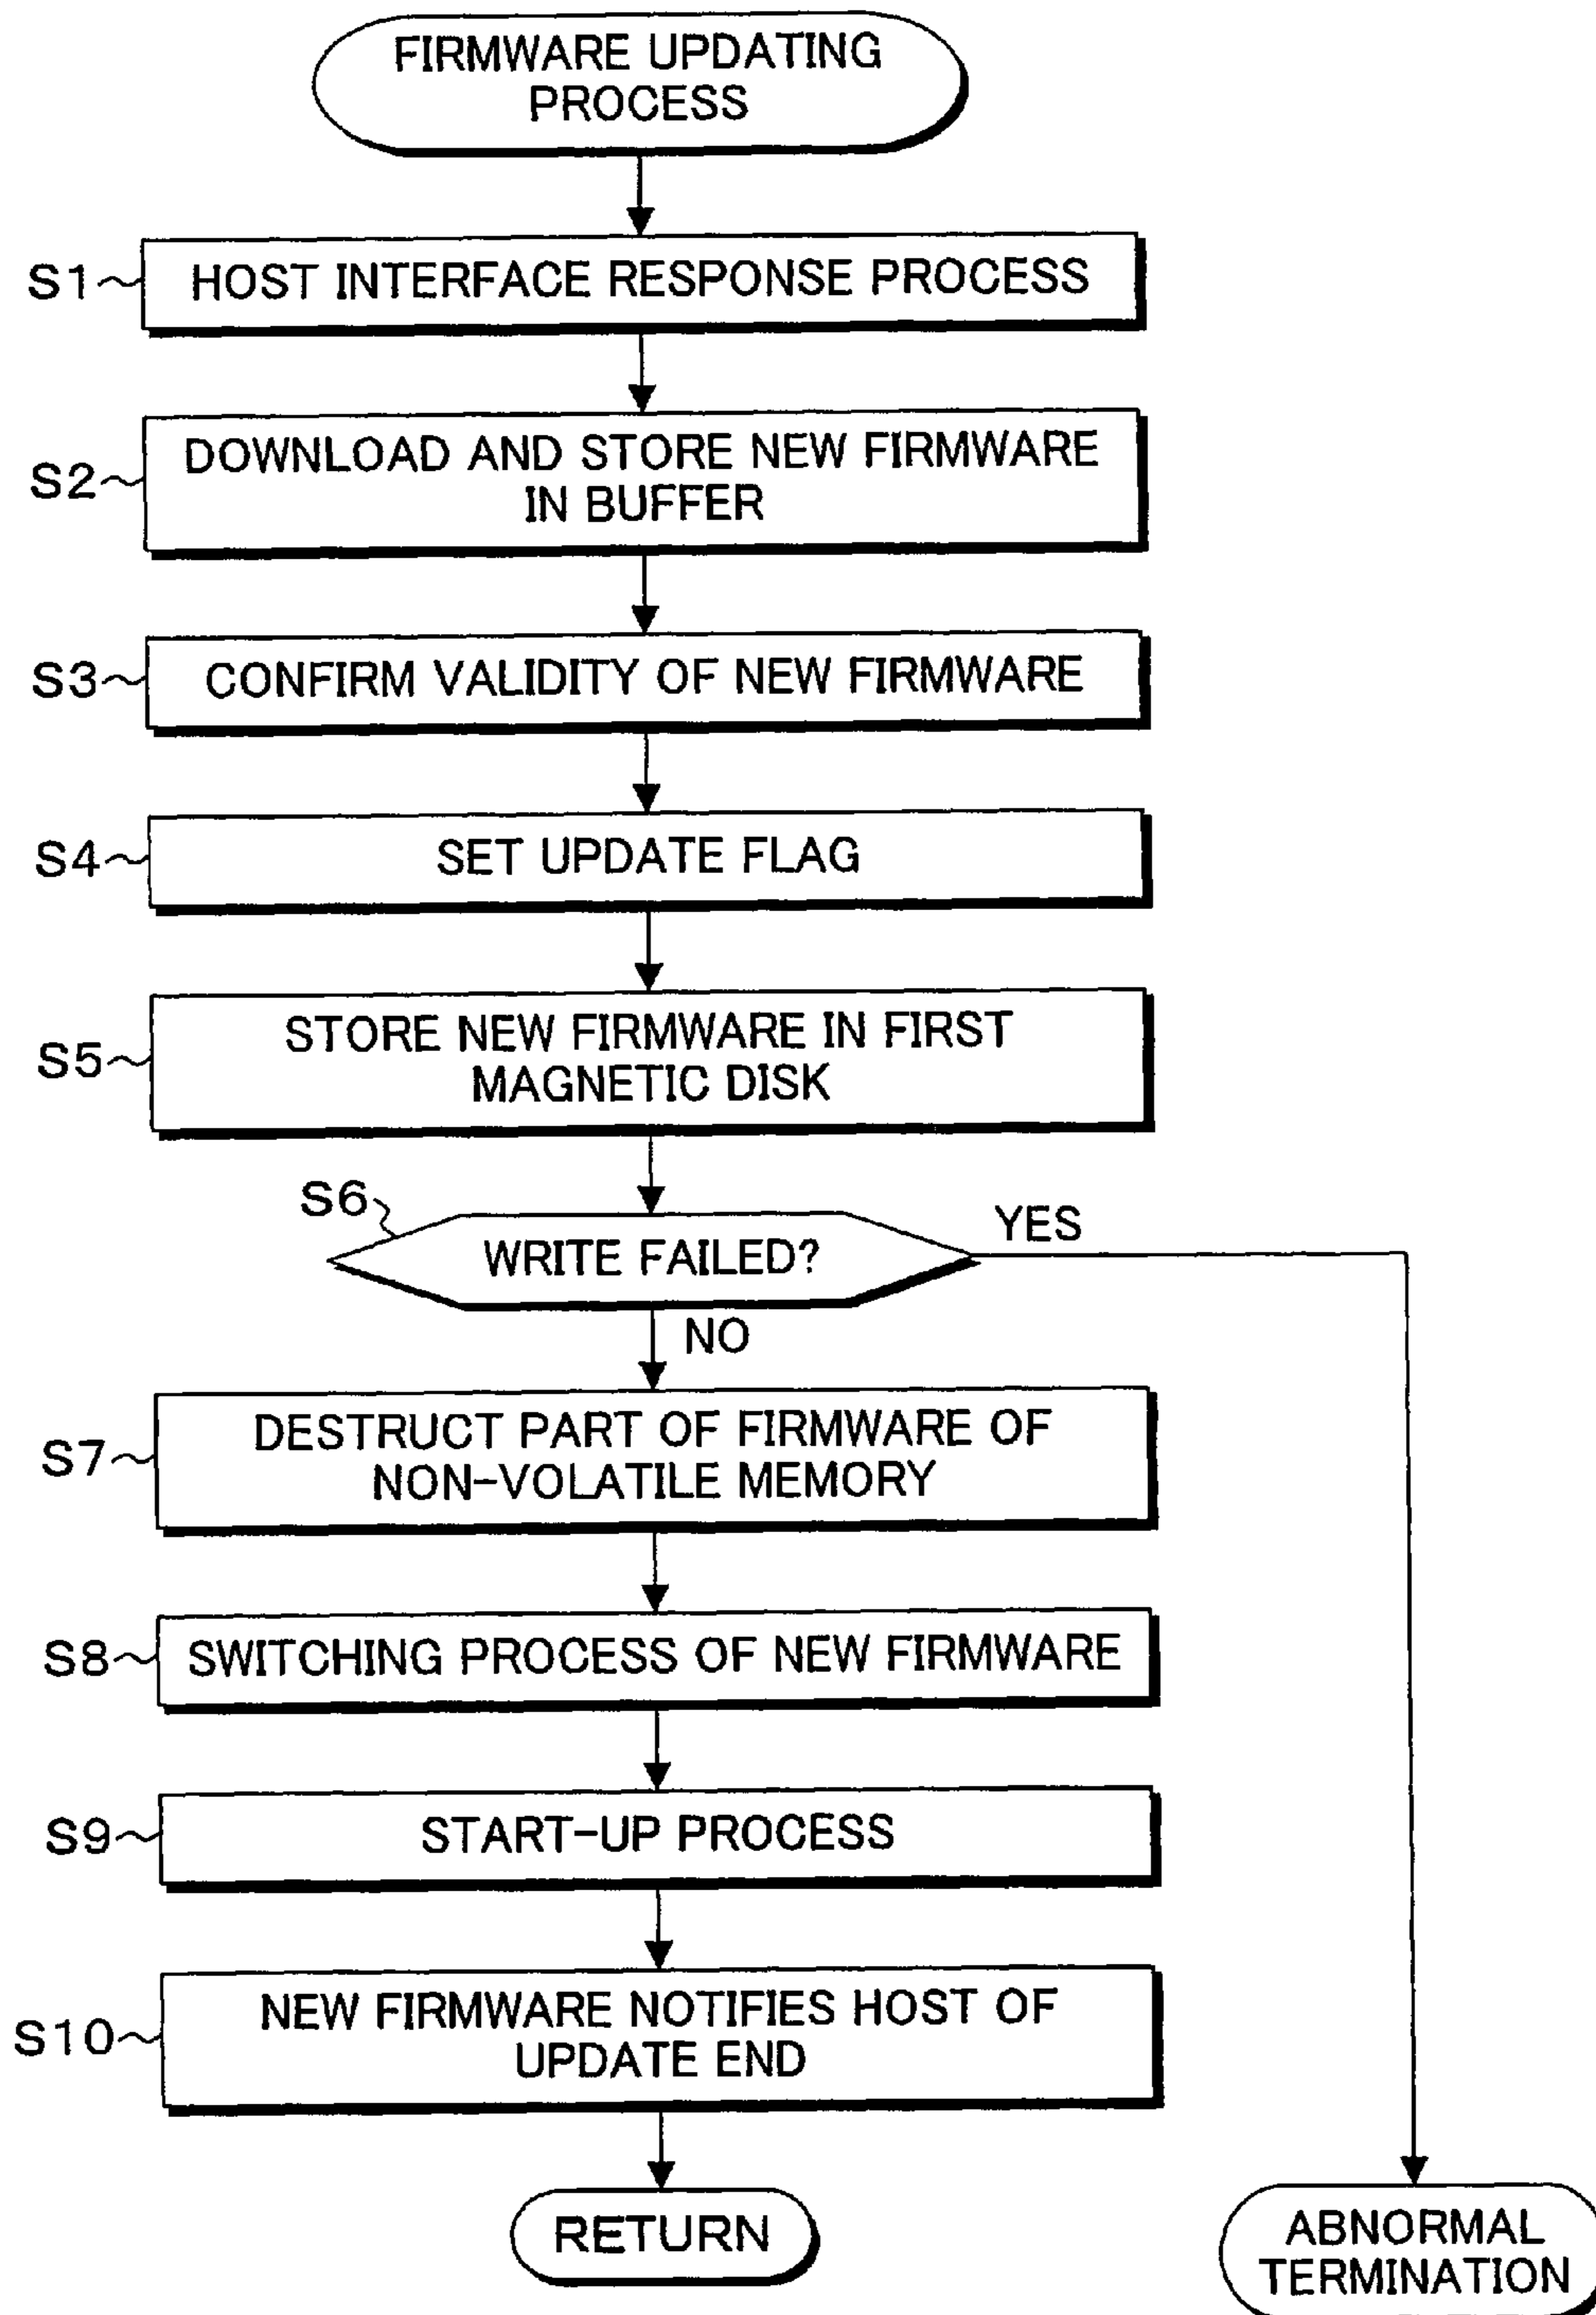 FIRMWARE UPDATING
PROCESS
S1
HOST INTERFACE RESPONSE PROCESS
S2
DOWNLOAD AND STORE NEW FIRMWARE
IN BUFFER
S3
CONFIRM VALIDITY OF NEW FIRMWARE
S4
SET UPDATE FLAG
S5
STORE NEW FIRMWARE IN FIRST
MAGNETIC DISK
S6
WRITE FAILED?
YES
NO
S7
DESTRUCT PART OF FIRMWARE OF
NON-VOLATILE MEMORY
S8
SWITCHING PROCESS OF NEW FIRMWARE
S9
START-UP PROCESS
S10
NEW FIRMWARE NOTIFIES HOST OF
UPDATE END
RETURN
ABNORMAL
TERMINATION